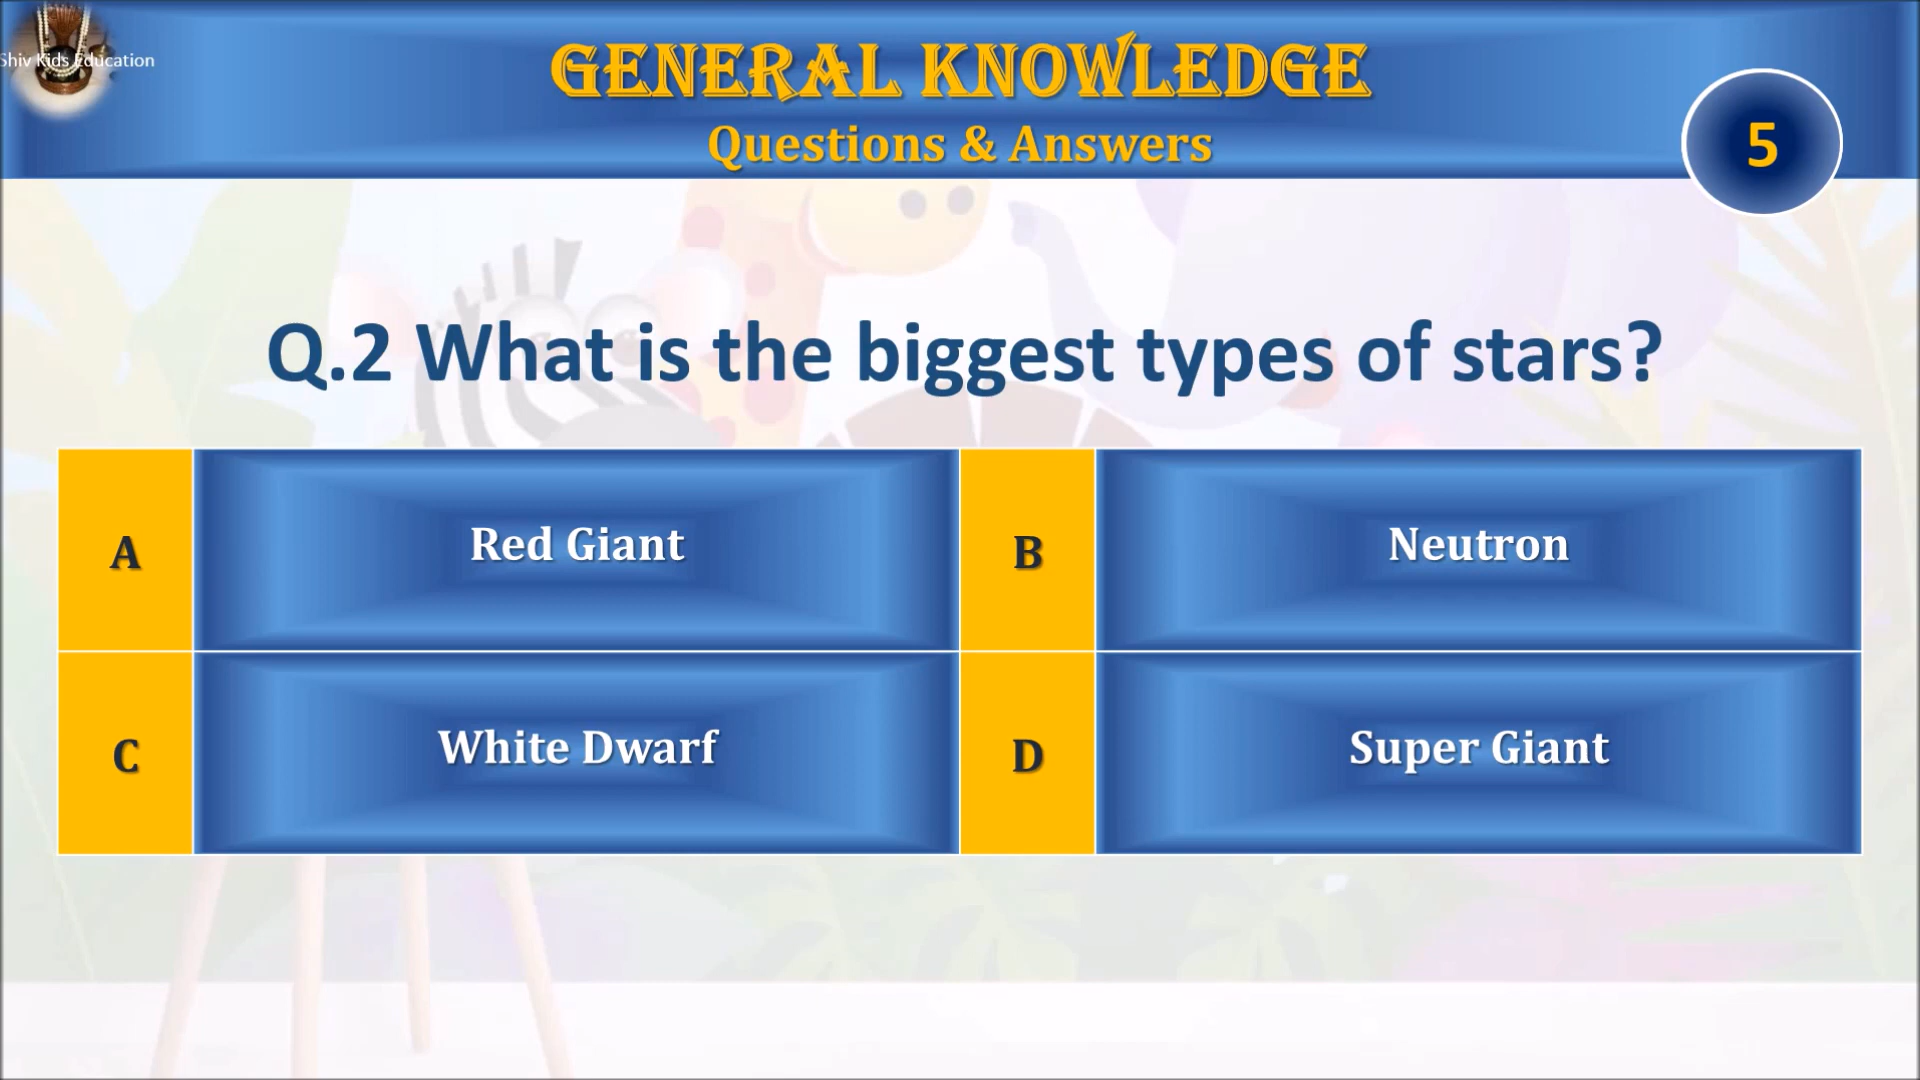 Shiv Kids Education
GENERAL KNOWLEDGE
Questions & Answers
5
Q.2 What is the biggest types of stars?
A
Red Giant
B
Neutron
C
White Dwarf
D
Super Giant